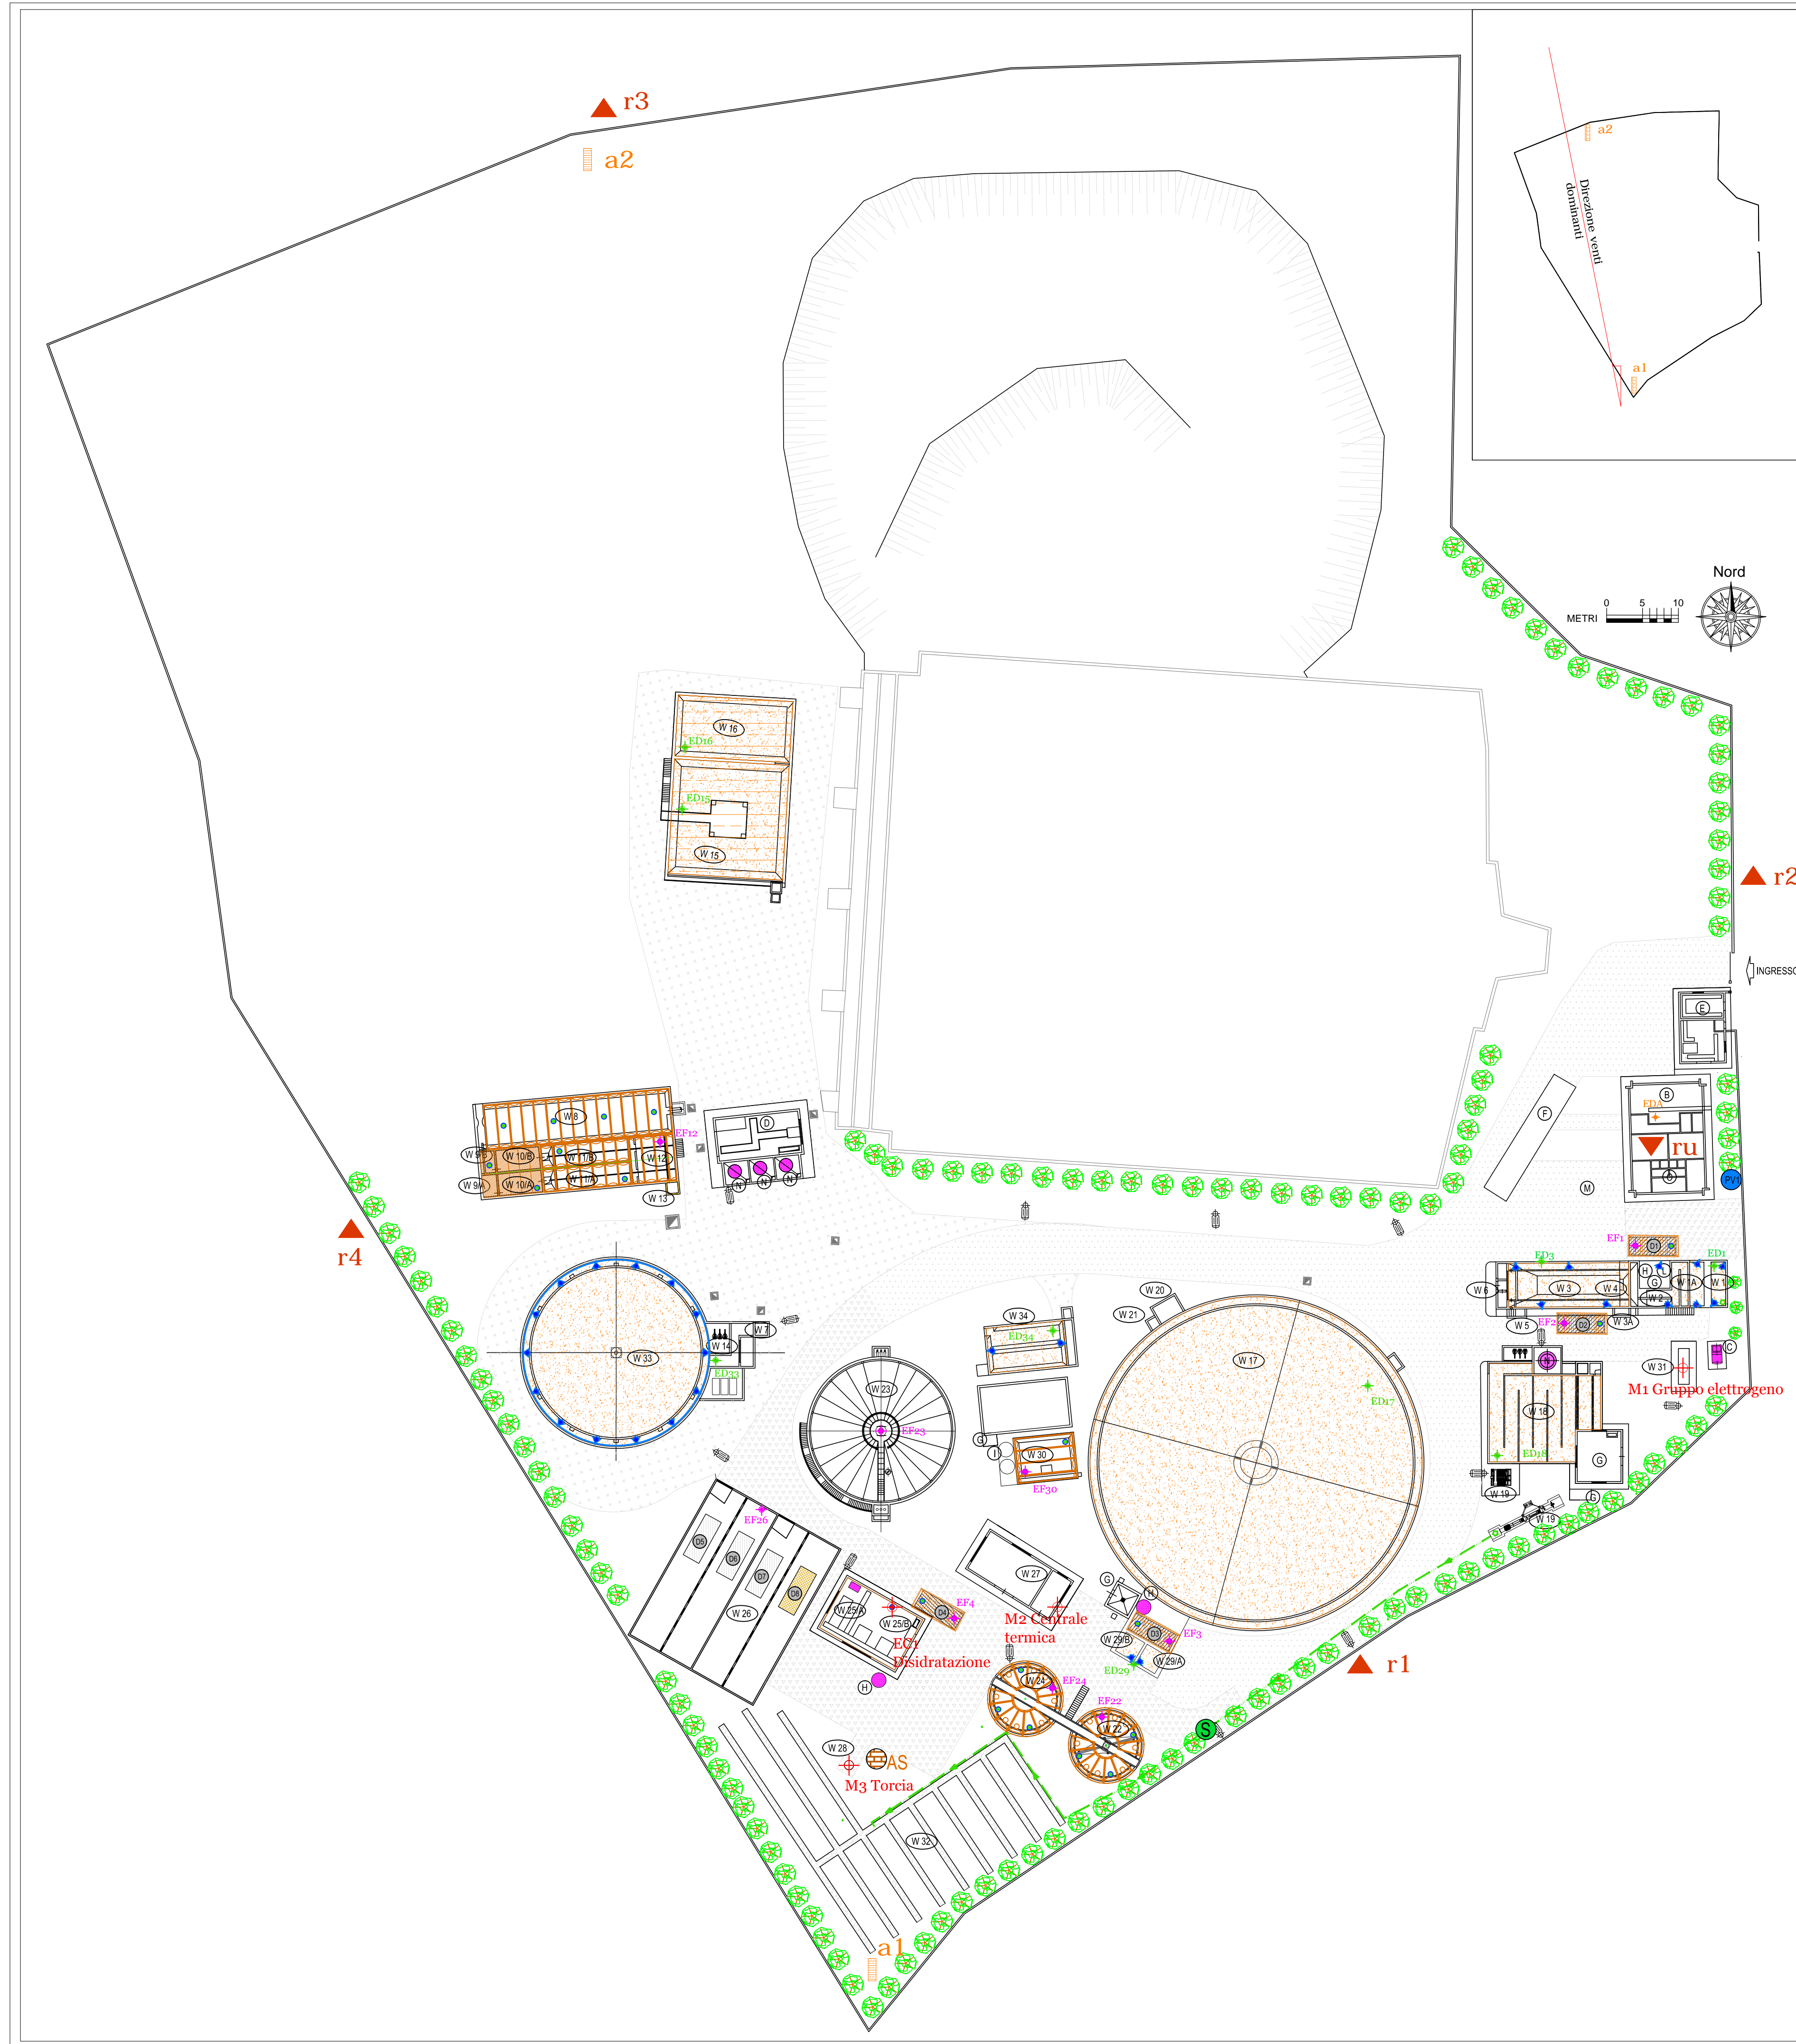 r3
a2
a2
Direzione venti
dominanti
a1
Nord
0 5 10
METRI
W 16
ED16
ED15
W 15
r2
INGRESSO
E
B
EDA
F
ru
M
PV1
W 8
EF12
D
W 10/B
W 11/B
W 12
W 9/A
W 10/A
W 11/A
W 13
N
N
N
r4
EF1
D1
ED3
ED1
H
L
G
W 6
W 3
W 4
W 1A
W 1
W 2
W 5
EF2
D2
W 3A
W 20
W 21
W 34
ED34
W 7
W 14
W 33
ED33
W 17
ED17
N
W 31
IC
M1 Gruppo elettrogeno
W 23
EF23
W 18
ED18
G
G
I
W 30
EF30
W 19
G
W 19
EF26
D5
D6
D7
D8
W 26
W 25/A
W 25/B
D4
EF4
EC1
Disidratazione
H
W 27
M2 Centrale
termica
G
H
D3
EF3
W 29/B
W 29/A
ED29
r1
W 24
EF24
EF22
W 22
S
W 28
AS
M3 Torcia
W 32
a1